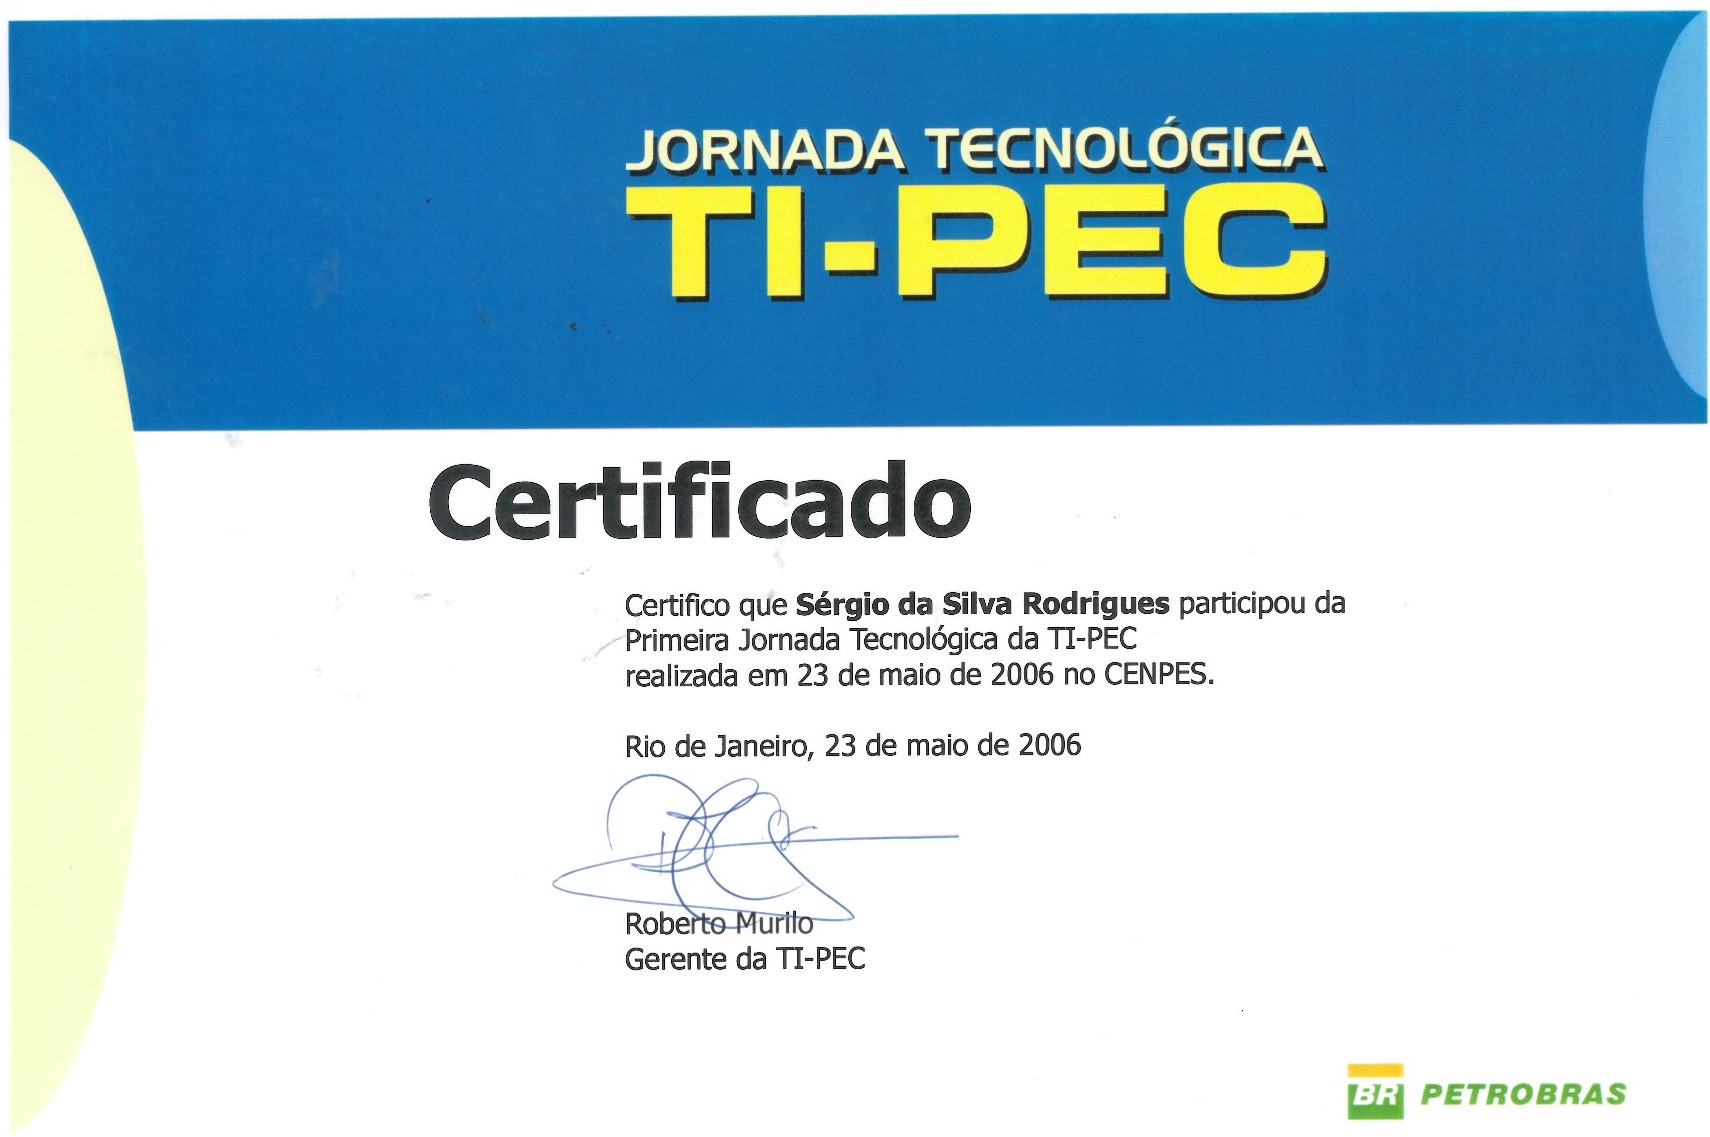 JORNADA TECNOLÓGICA
TI-PEC
Certificado
Certifico que Sérgio da Silva Rodrigues participou da
Primeira Jornada Tecnológica da TI-PEC
realizada em 23 de maio de 2006 no CENPES.
Rio de Janeiro, 23 de maio de 2006
Roberto Murilo
Gerente da TI-PEC
BR PETROBRAS